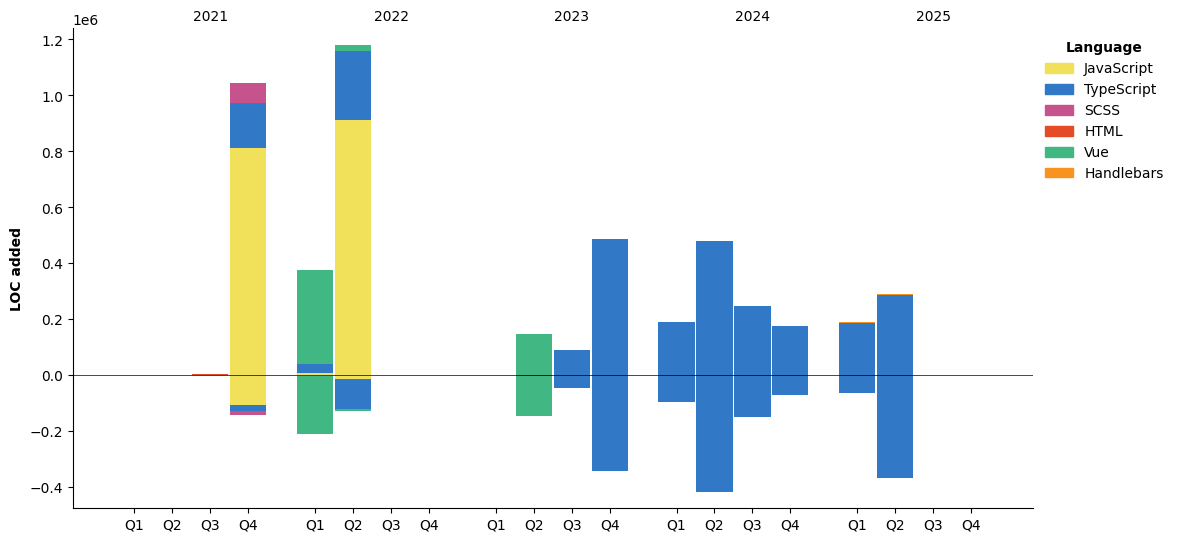 2021 2022 2023 2024 2025
1e6
1.2
1.0
0.8
0.6
0.4
0.2
0.0
−0.2
−0.4
LOC added
Q1 Q2 Q3 Q4 Q1 Q2 Q3 Q4 Q1 Q2 Q3 Q4 Q1 Q2 Q3 Q4 Q1 Q2 Q3 Q4
Language
JavaScript
TypeScript
SCSS
HTML
Vue
Handlebars